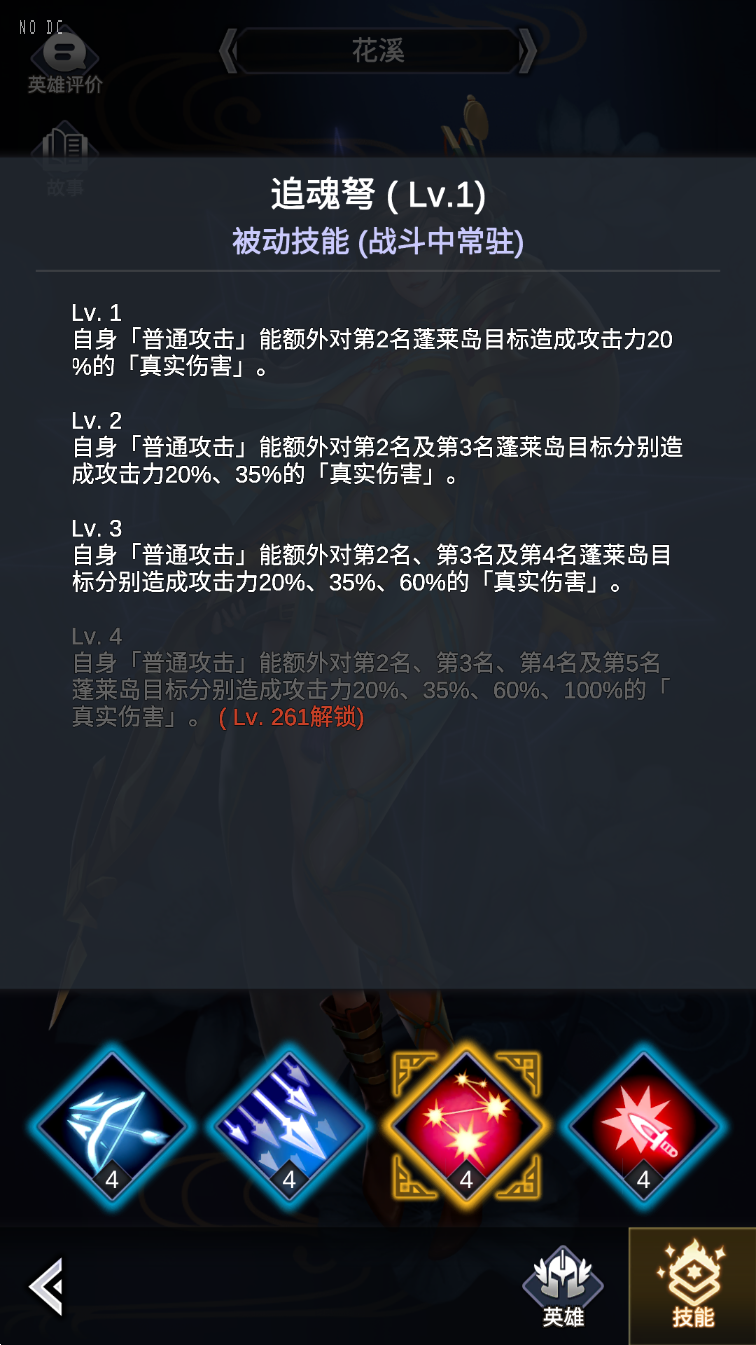 NO DC
英雄评价
花溪
故事
追魂弩 ( Lv.1)
被动技能 (战斗中常驻)
Lv. 1
自身「普通攻击」能额外对第2名蓬莱岛目标造成攻击力20
%的「真实伤害」。
Lv. 2
自身「普通攻击」能额外对第2名及第3名蓬莱岛目标分别造
成攻击力20%、35%的「真实伤害」。
Lv. 3
自身「普通攻击」能额外对第2名、第3名及第4名蓬莱岛目
标分别造成攻击力20%、35%、60%的「真实伤害」。
Lv. 4
自身「普通攻击」能额外对第2名、第3名、第4名及第5名
蓬莱岛目标分别造成攻击力20%、35%、60%、100%的「
真实伤害」。 ( Lv. 261解锁)
4 4 4 4
英雄 技能